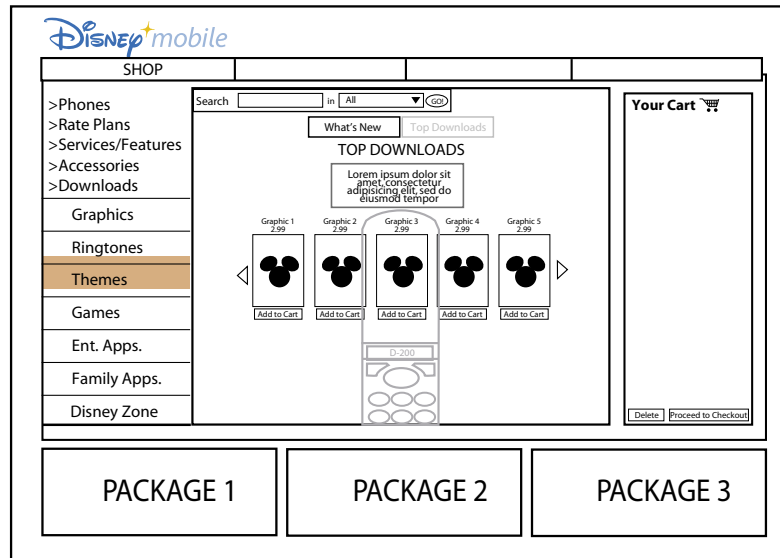 Disney mobile
SHOP
>Phones
>Rate Plans
>Services/Features
>Accessories
>Downloads
Graphics
Ringtones
Themes
Games
Ent. Apps.
Family Apps.
Disney Zone
Search in All GO!
What's New Top Downloads
TOP DOWNLOADS
Lorem ipsum dolor sit
amet, consectetur
adipisicing elit, sed do
eiusmod tempor
Graphic 1 Graphic 2 Graphic 3 Graphic 4 Graphic 5
2.99 2.99 2.99 2.99 2.99
Add to Cart Add to Cart Add to Cart Add to Cart Add to Cart
D-200
Your Cart
Delete Proceed to Checkout
PACKAGE 1 PACKAGE 2 PACKAGE 3